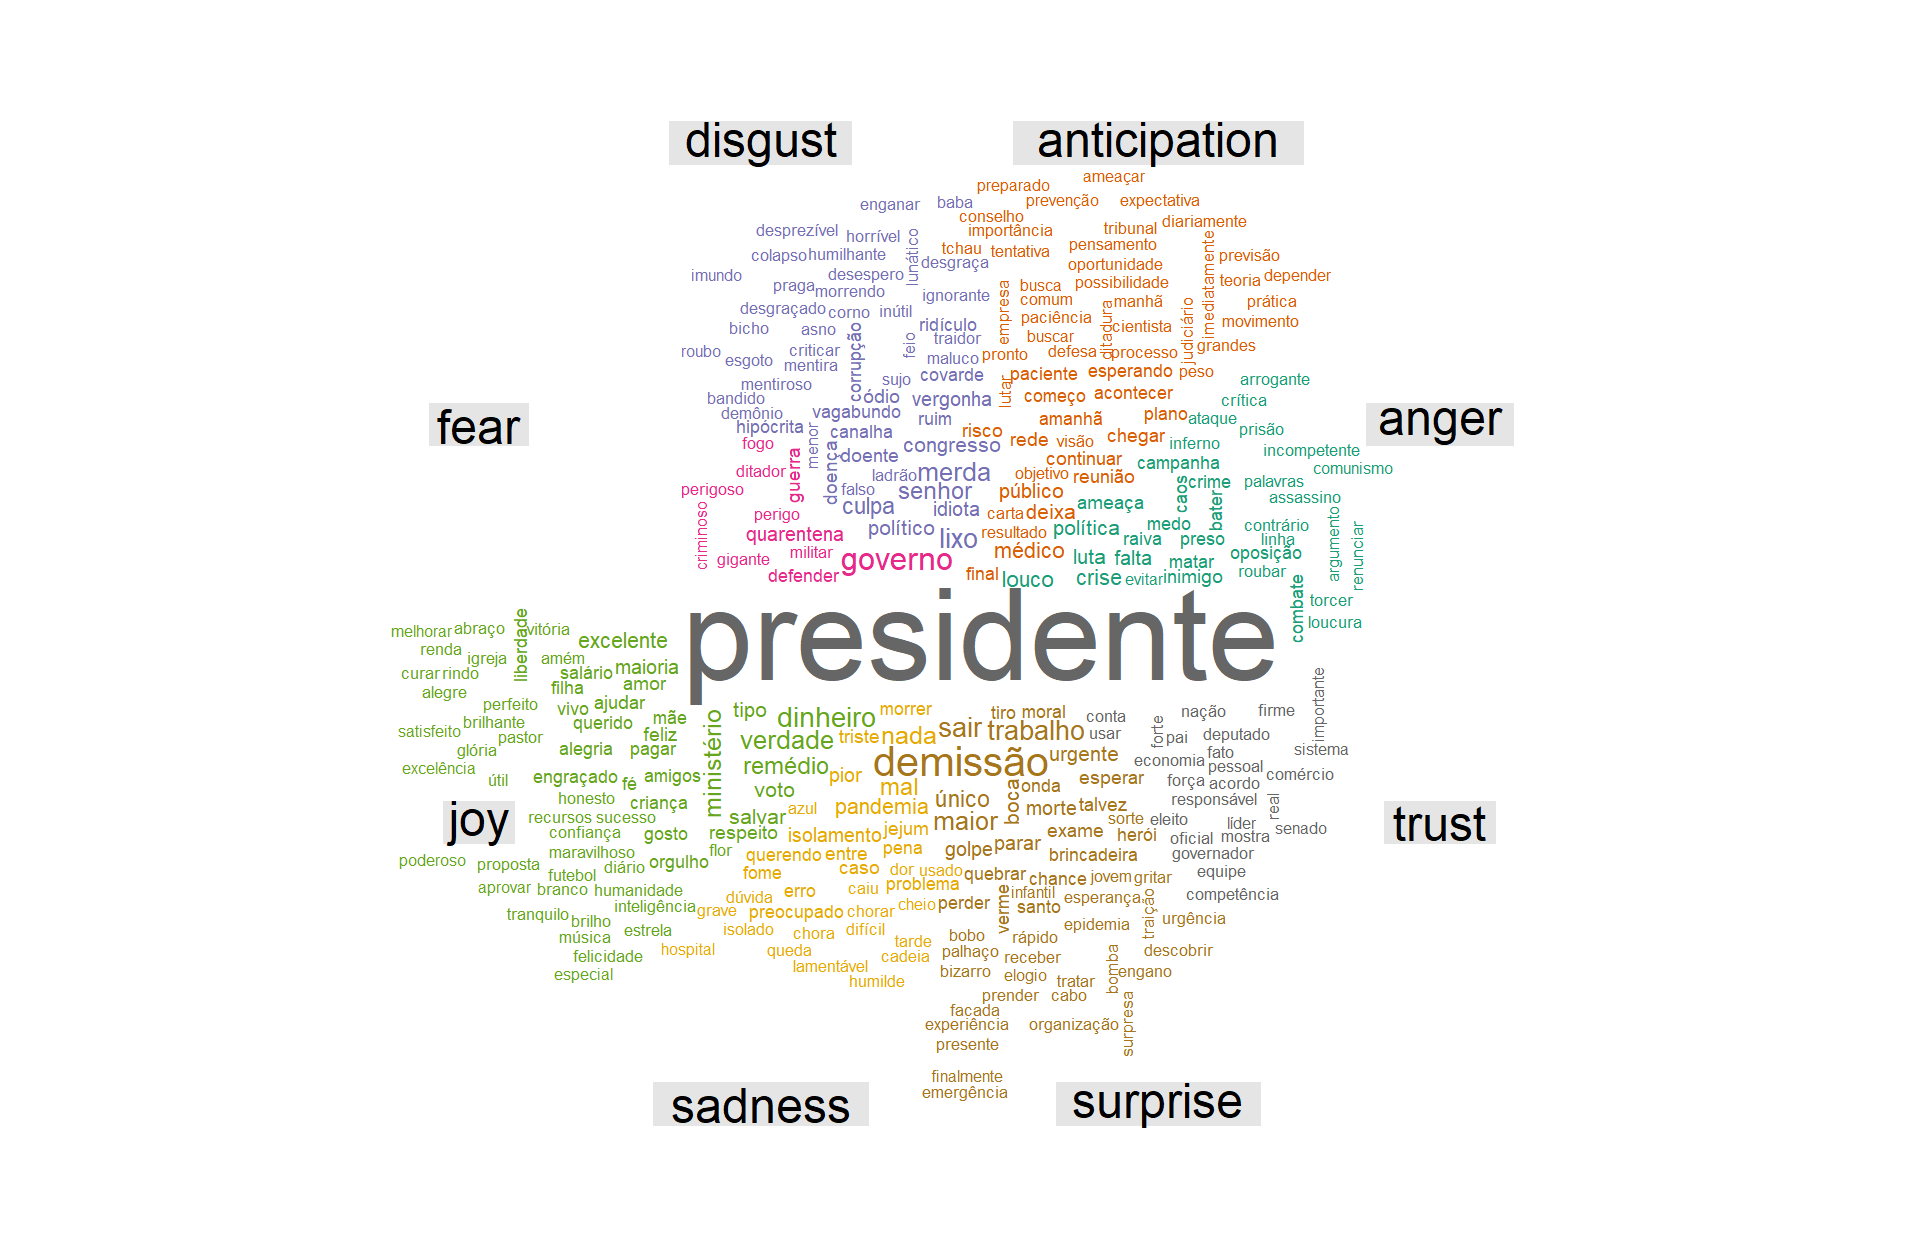 disgust
anticipation
ameaçar
preparado
enganar
baba
prevenção
expectativa
conselho
diariamente
desprezível
horrível
importância
tribunal
lunático
tchau
tentativa
pensamento
imediatamente
colapso
humilhante
desgraça
oportunidade
previsão
imundo
desespero
praga
morrendo
ignorante
empresa
busca
possibilidade
teoria
depender
comum
manhã
prática
desgraçado
corno
inútil
paciência
ditadura
judiciário
bicho
asno
corrupção
ridículo
traidor
buscar
cientista
movimento
roubo
esgoto
criticar
feio
maluco
pronto
defesa
processo
grandes
mentira
mentiroso
sujo
covarde
paciente
esperando
peso
arrogante
bandido
ódio
vergonha
lutar
começo
acontecer
crítica
fear
demônio
vagabundo
ruim
amanhã
plano
ataque
anger
hipócrita
menor
canalha
risco
rede
visão
chegar
inferno
prisão
fogo
doença
doente
congresso
continuar
campanha
incompetente
ditador
guerra
ladrão
merda
objetivo
reunião
caos
crime
palavras
comunismo
perigoso
falso
senhor
público
ameaça
bater
assassino
criminoso
perigo
culpa
idiota
carta
deixa
medo
contrário
argumento
renunciar
quarentena
político
lixo
resultado
política
raiva
preso
linha
gigante
militar
governo
médico
luta
falta
matar
oposição
defender
final
louco
crise
evitar
inimigo
roubar
presidente
combate
torcer
loucura
melhorar
abraço
liberdade
vitória
excelente
renda
igreja
amém
maioria
curar
rindo
salário
alegre
filha
amor
importante
perfeito
vivo
ajudar
ministério
tipo
dinheiro
morrer
tiro
moral
conta
nação
firme
brilhante
querido
mãe
sair
trabalho
usar
forte
pai
deputado
satisfeito
pastor
feliz
verdade
triste
nada
fato
sistema
glória
alegria
pagar
demissão
urgente
economia
pessoal
excelência
útil
engraçado
fé
amigos
remédio
pior
esperar
força
acordo
comércio
honesto
criança
voto
mal
único
boca
onda
responsável
real
joy
recursos
sucesso
salvar
azul
pandemia
maior
morte
talvez
sorte
eleito
líder
senado
trust
confiança
gosto
respeito
isolamento
jejum
exame
herói
oficial
mostra
poderoso
proposta
maravilhoso
diário
orgulho
flor
querendo
entre
pena
golpe
parar
brincadeira
governador
futebol
fome
caso
dor
usado
quebrar
chance
jovem
gritar
equipe
aprovar
branco
humanidade
dúvida
erro
caiu
problema
infantil
esperança
competência
tranquilo
inteligência
grave
preocupado
chorar
cheio
perder
verme
santo
traição
urgência
brilho
estrela
isolado
chora
difícil
epidemia
música
hospital
queda
tarde
bobo
rápido
descobrir
felicidade
cadeia
palhaço
receber
bomba
especial
lamentável
bizarro
elogio
engano
humilde
tratar
prender
cabo
facada
surpresa
experiência
organização
presente
finalmente
emergência
sadness
surprise